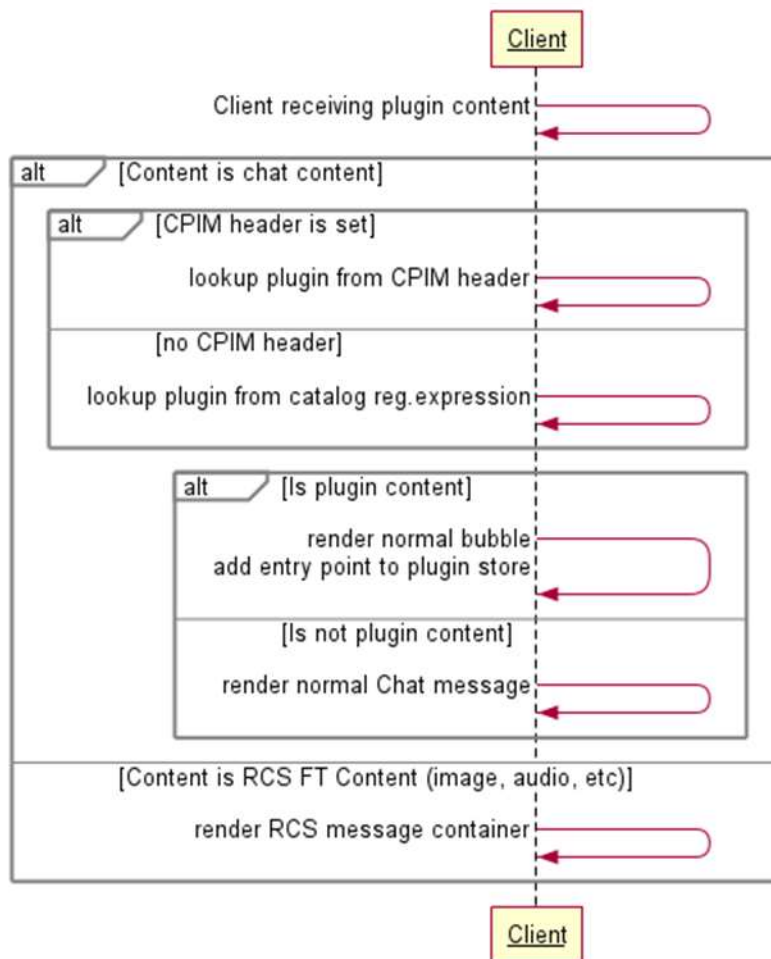 Client
Client receiving plugin content
alt [Content is chat content]
alt [CPIM header is set]
lookup plugin from CPIM header
[no CPIM header]
lookup plugin from catalog reg.expression
alt [Is plugin content]
render normal bubble
add entry point to plugin store
[Is not plugin content]
render normal Chat message
[Content is RCS FT Content (image, audio, etc)]
render RCS message container
Client